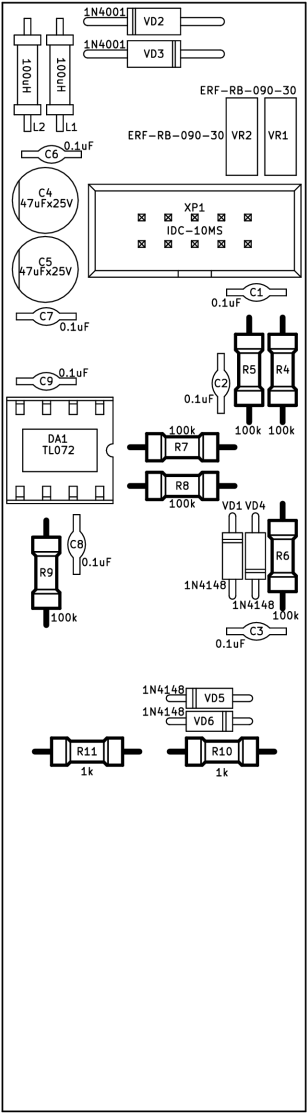 1N4001
VD2
1N4001
VD3
100uH
100uH
L2
L1
ERF-RB-090-30
ERF-RB-090-30
VR2
VR1
0.1uF
C6
C4
47uFx25V
XP1
IDC-10MS
C5
47uFx25V
C1
0.1uF
C7
0.1uF
R5
R4
0.1uF
C9
C2
0.1uF
100k
100k
DA1
TL072
100k
R7
R8
100k
VD1
VD4
C8
0.1uF
R6
R9
1N4148
1N4148
100k
100k
C3
0.1uF
1N4148
VD5
1N4148
VD6
R11
1k
R10
1k